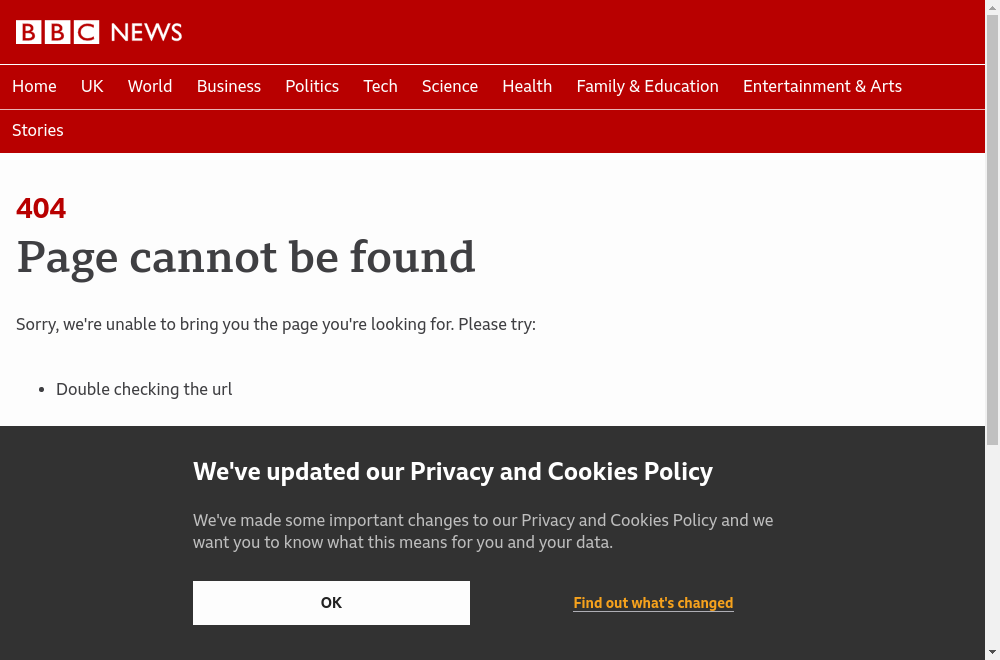 BBC NEWS
Home UK World Business Politics Tech Science Health Family & Education Entertainment & Arts
Stories
404
Page cannot be found
Sorry, we're unable to bring you the page you're looking for. Please try:
• Double checking the url
We've updated our Privacy and Cookies Policy
We've made some important changes to our Privacy and Cookies Policy and we
want you to know what this means for you and your data.
OK Find out what's changed